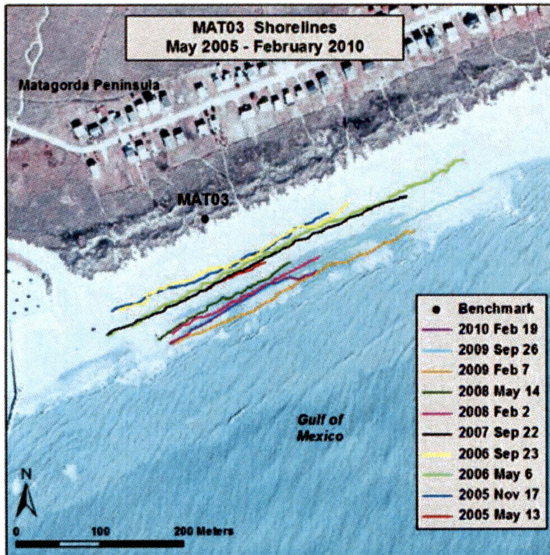 MAT03 Shorelines
May 2005 - February 2010
Matagorda Peninsula
MAT03
Benchmark
2010 Feb 19
2009 Sep 26
2009 Feb 7
2008 May 14
2008 Feb 2
2007 Sep 22
2006 Sep 23
2006 May 6
2005 Nov 17
2005 May 13
Gulf of
Mexico
N
0 100 200 Meters